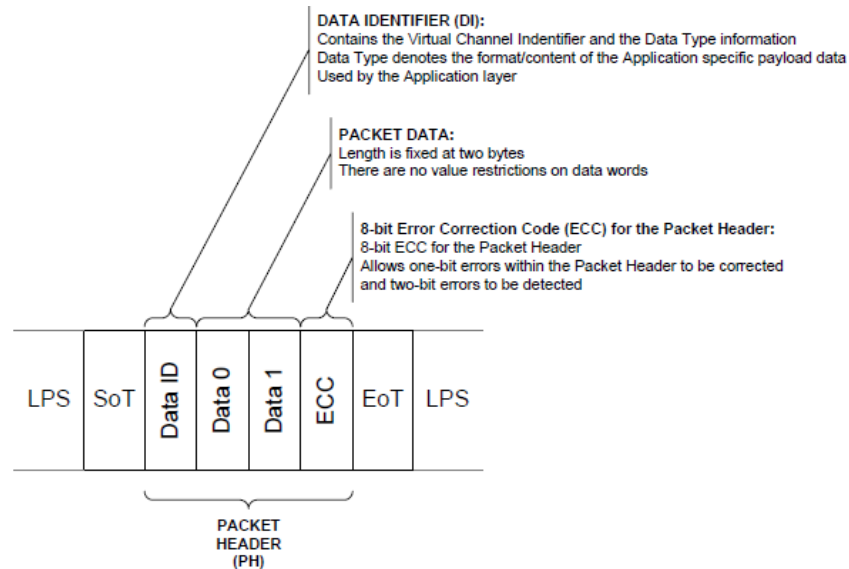 DATA IDENTIFIER (DI):
Contains the Virtual Channel Indentifier and the Data Type information
Data Type denotes the format/content of the Application specific payload data
Used by the Application layer
PACKET DATA:
Length is fixed at two bytes
There are no value restrictions on data words
8-bit Error Correction Code (ECC) for the Packet Header:
8-bit ECC for the Packet Header
Allows one-bit errors within the Packet Header to be corrected
and two-bit errors to be detected
LPS
SoT
Data ID
Data 0
Data 1
ECC
EoT
LPS
PACKET
HEADER
(PH)